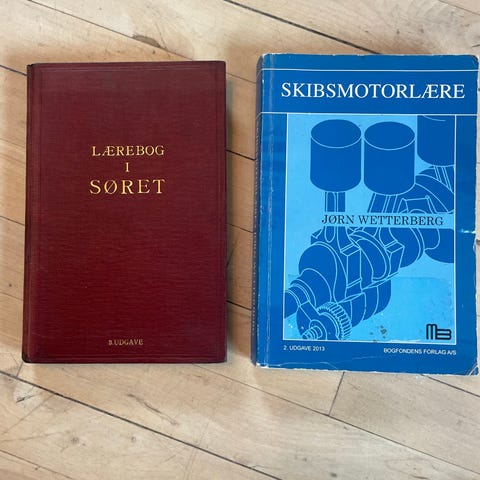 LÆREBOG
I
SØRET
8.UDGAVE
SKIBSMOTORLÆRE
JØRN WETTERBERG
2. UDGAVE 2013
BOGFONDENS FORLAG A/S